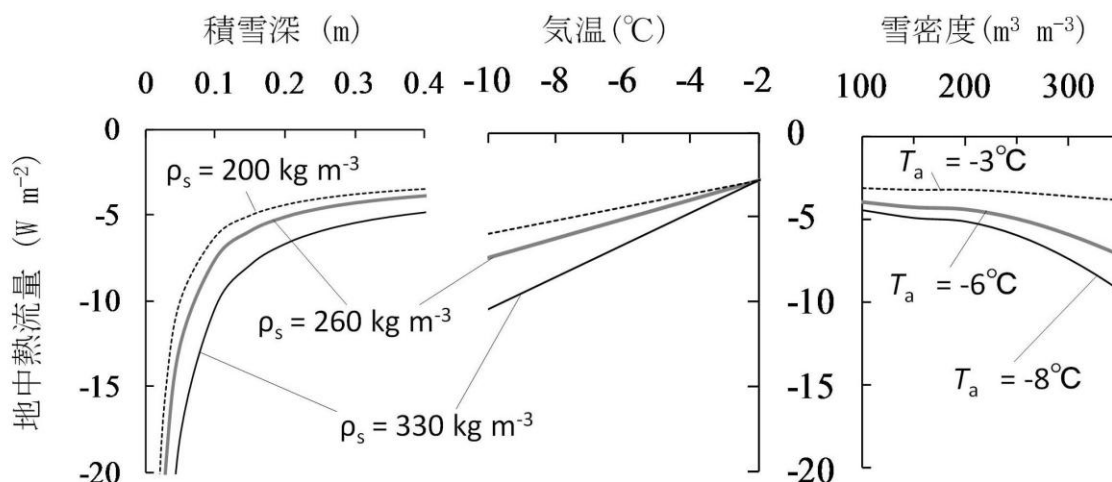 積雪深 (m)
気温(℃)
雪密度(m³ m⁻³)
0 0.1 0.2 0.3 0.4
-10 -8 -6 -4 -2
100 200 300
地中熱流量 (W m⁻²)
0
-5
-10
-15
-20
ρs = 200 kg m-3
ρs = 260 kg m-3
ρs = 330 kg m-3
0
-5
-10
-15
-20
Ta = -3℃
Ta = -6℃
Ta = -8℃